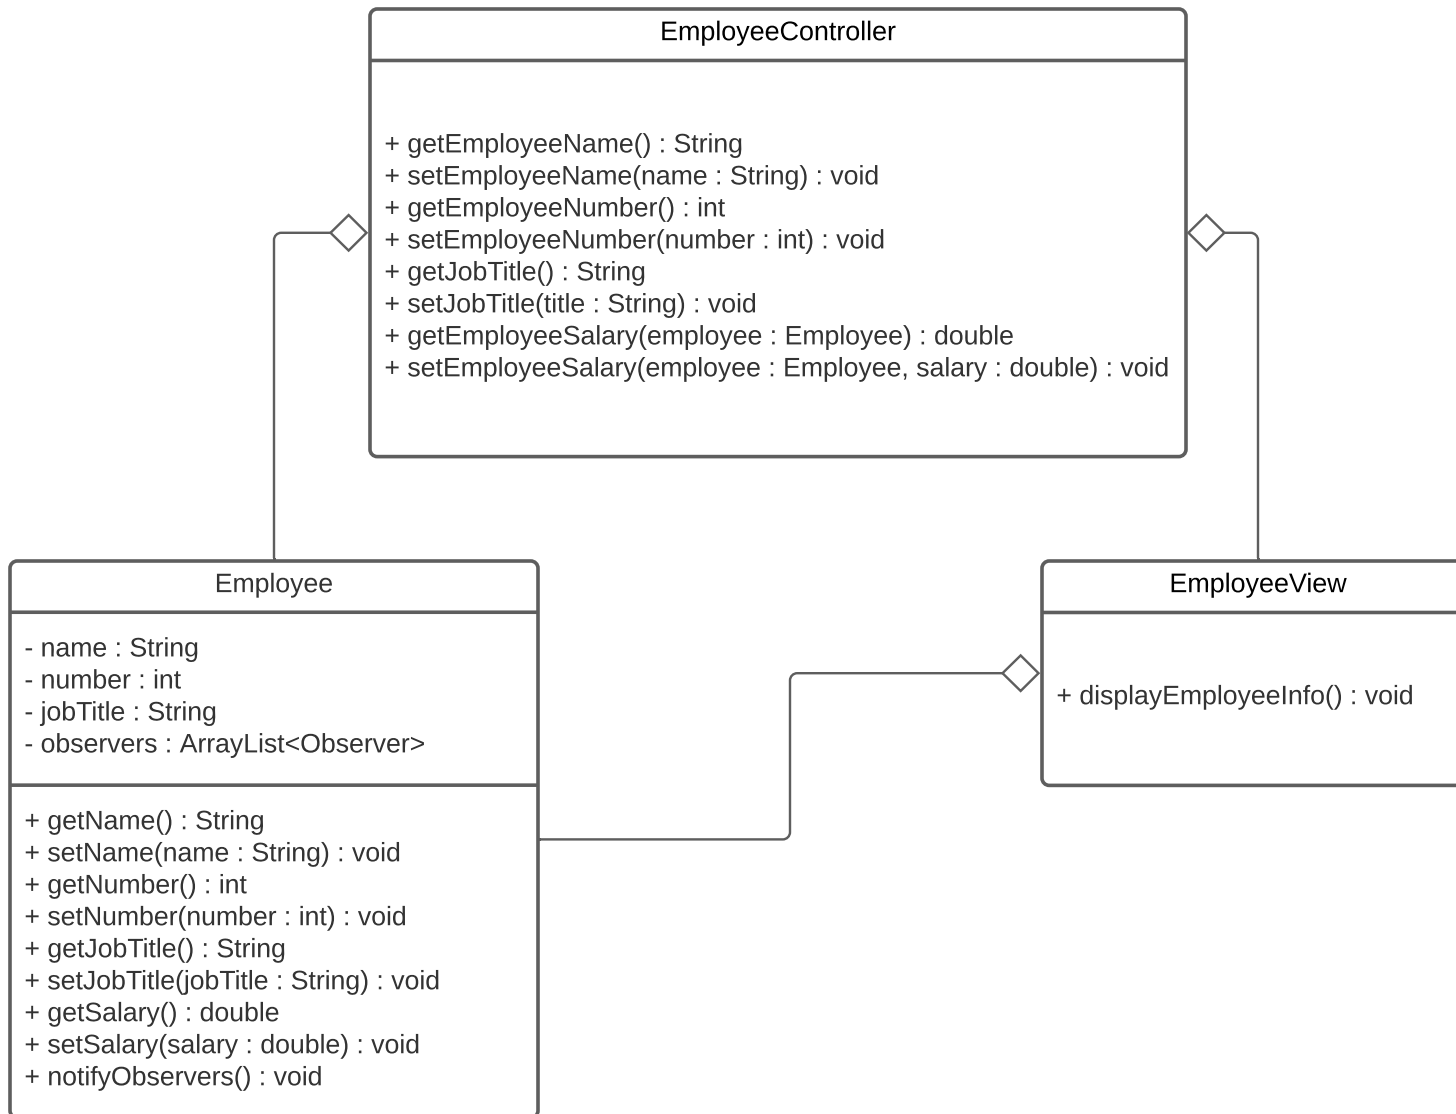 EmployeeController
+ getEmployeeName() : String
+ setEmployeeName(name : String) : void
+ getEmployeeNumber() : int
+ setEmployeeNumber(number : int) : void
+ getJobTitle() : String
+ setJobTitle(title : String) : void
+ getEmployeeSalary(employee : Employee) : double
+ setEmployeeSalary(employee : Employee, salary : double) : void
Employee
- name : String
- number : int
- jobTitle : String
- observers : ArrayList<Observer>
+ getName() : String
+ setName(name : String) : void
+ getNumber() : int
+ setNumber(number : int) : void
+ getJobTitle() : String
+ setJobTitle(jobTitle : String) : void
+ getSalary() : double
+ setSalary(salary : double) : void
+ notifyObservers() : void
EmployeeView
+ displayEmployeeInfo() : void